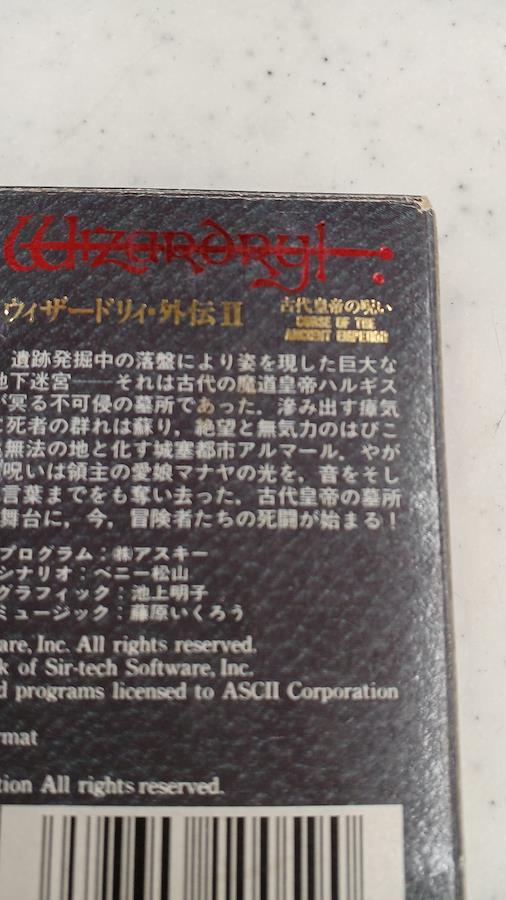 Wizardry
ウィザードリィ・外伝II 古代皇帝の呪い
CURSE OF THE
ANCIENT EMPEROR
遺跡発掘中の落盤により姿を現した巨大な
地下迷宮――それは古代の魔道皇帝ハルギス
が冥る不可侵の墓所であった．滲み出す瘴気
に死者の群れは蘇り，絶望と無気力のはびこ
る無法の地と化す城塞都市アルマール．やが
て呪いは領主の愛娘マナヤの光を，音をそし
て言葉までをも奪い去った．古代皇帝の墓所
を舞台に，今，冒険者たちの死闘が始まる！
プログラム：㈱アスキー
シナリオ：ベニー松山
グラフィック：池上明子
ミュージック：藤原いくろう
are, Inc. All rights reserved.
k of Sir-tech Software, Inc.
d programs licensed to ASCII Corporation
rmat
tion All rights reserved.